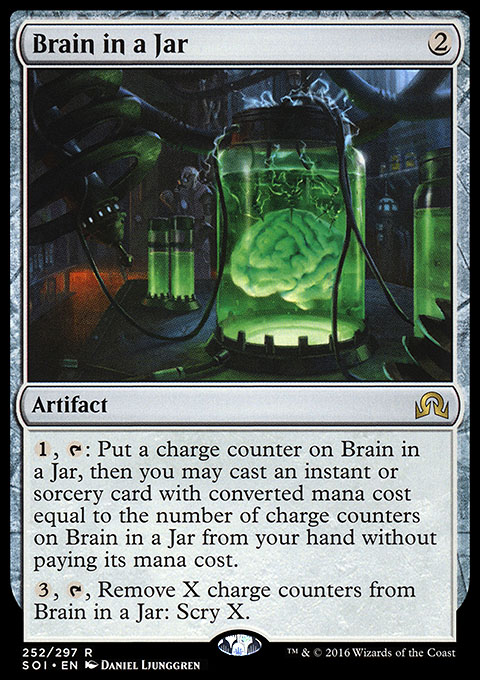 Brain in a Jar 2
Artifact
1, : Put a charge counter on Brain in
a Jar, then you may cast an instant or
sorcery card with converted mana cost
equal to the number of charge counters
on Brain in a Jar from your hand without
paying its mana cost.
3, , Remove X charge counters from
Brain in a Jar: Scry X.
252/297 R
SOI • EN Daniel Ljunggren
™ & © 2016 Wizards of the Coast